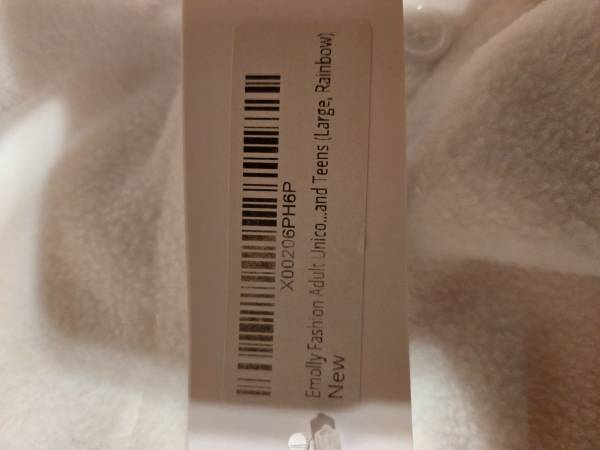 X00206PH6P
Emolly Fashion Adult Unico...and Teens (Large, Rainbow)
New